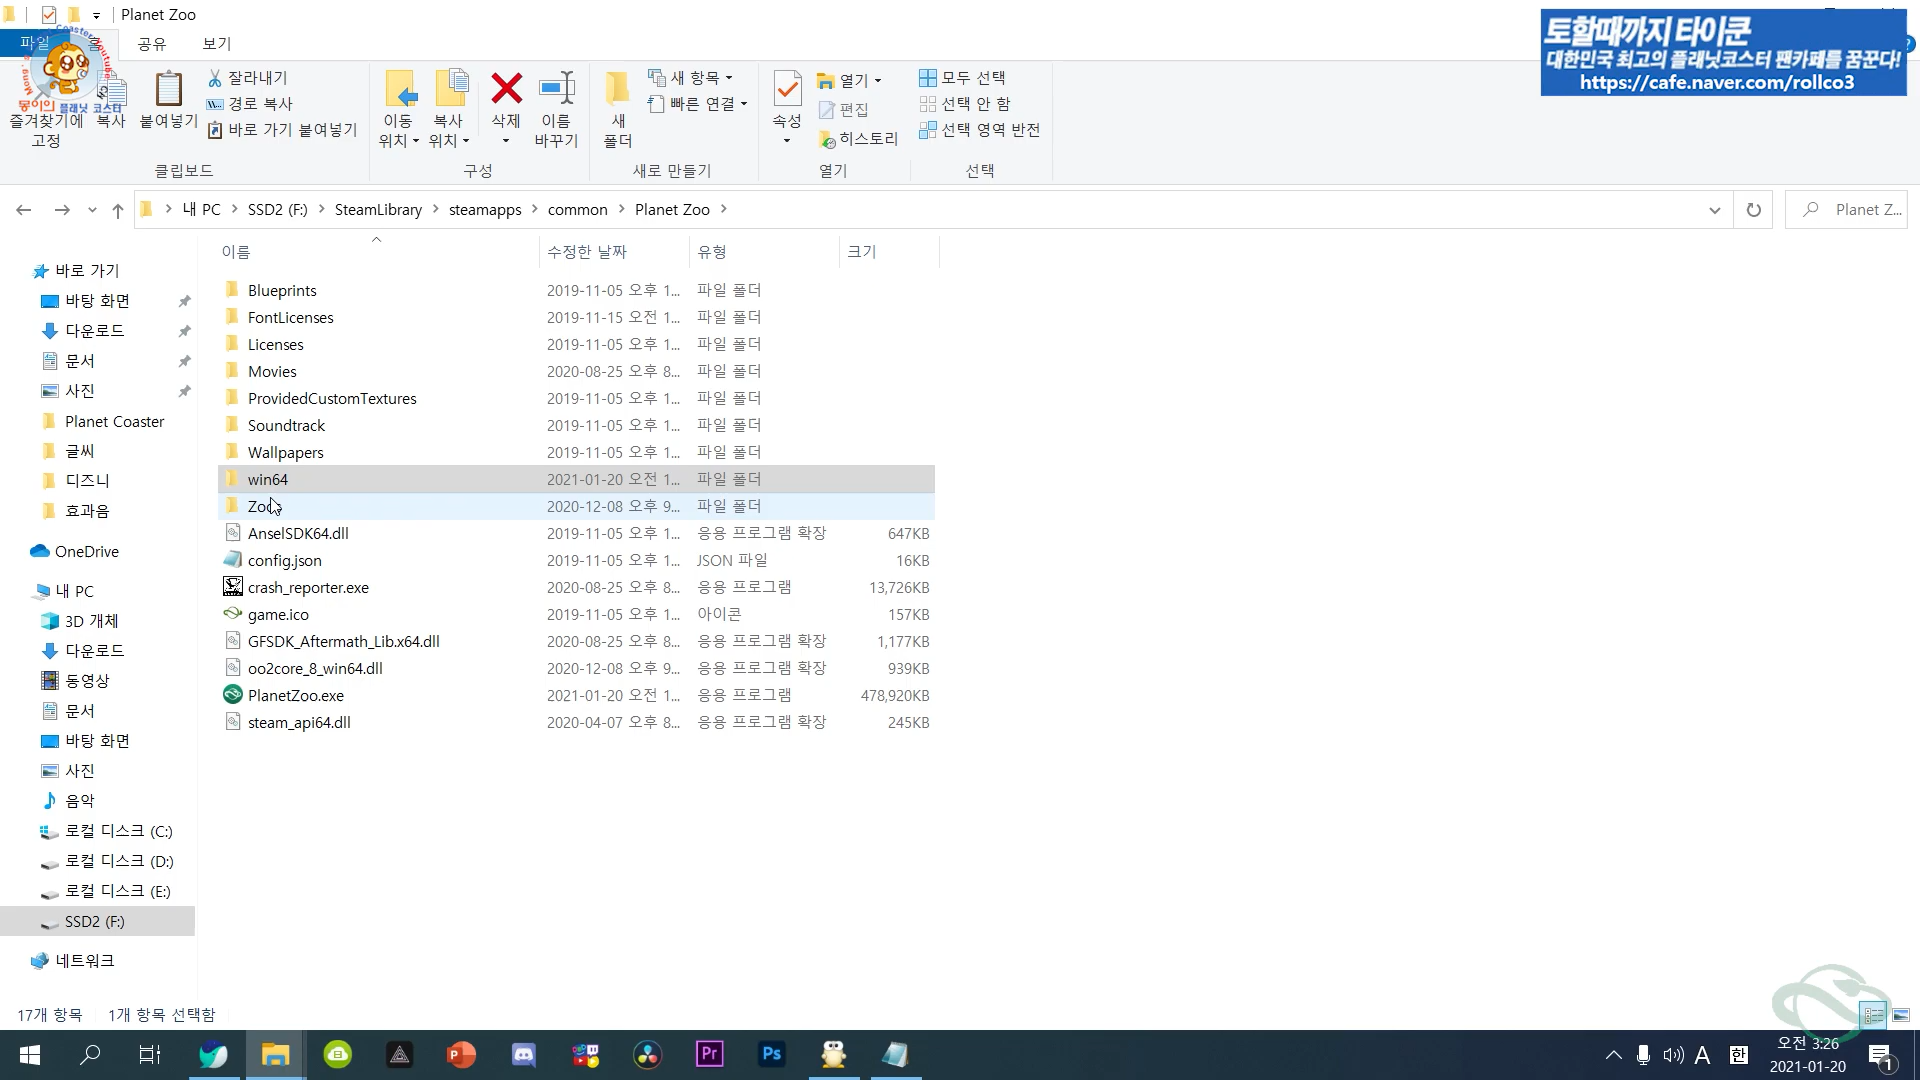 Planet Zoo
파일
홈
공유
보기
즐겨찾기에
고정
복사
붙여넣기
잘라내기
경로 복사
바로 가기 붙여넣기
클립보드
이동
위치
복사
위치
삭제
이름
바꾸기
구성
새
폴더
새 항목
빠른 연결
새로 만들기
속성
열기
편집
히스토리
열기
모두 선택
선택 안 함
선택 영역 반전
선택
몽이의 플래닛 코스터
토할때까지 타이쿤
대한민국 최고의 플래닛코스터 팬카페를 꿈꾼다!
https://cafe.naver.com/rollco3
내 PC > SSD2 (F:) > SteamLibrary > steamapps > common > Planet Zoo >
Planet Z...
바로 가기
바탕 화면
다운로드
문서
사진
Planet Coaster
글씨
디즈니
효과음
OneDrive
내 PC
3D 개체
다운로드
동영상
문서
바탕 화면
사진
음악
로컬 디스크 (C:)
로컬 디스크 (D:)
로컬 디스크 (E:)
SSD2 (F:)
네트워크
이름 수정한 날짜 유형 크기
Blueprints 2019-11-05 오후 1... 파일 폴더
FontLicenses 2019-11-15 오전 1... 파일 폴더
Licenses 2019-11-05 오후 1... 파일 폴더
Movies 2020-08-25 오후 8... 파일 폴더
ProvidedCustomTextures 2019-11-05 오후 1... 파일 폴더
Soundtrack 2019-11-05 오후 1... 파일 폴더
Wallpapers 2019-11-05 오후 1... 파일 폴더
win64 2021-01-20 오전 1... 파일 폴더
2020-12-08 오후 9... 파일 폴더
AnselSDK64.dll 2019-11-05 오후 1... 응용 프로그램 확장 647KB
config.json 2019-11-05 오후 1... JSON 파일 16KB
crash_reporter.exe 2020-08-25 오후 8... 응용 프로그램 13,726KB
game.ico 2019-11-05 오후 1... 아이콘 157KB
GFSDK_Aftermath_Lib.x64.dll 2020-08-25 오후 8... 응용 프로그램 확장 1,177KB
oo2core_8_win64.dll 2020-12-08 오후 9... 응용 프로그램 확장 939KB
PlanetZoo.exe 2021-01-20 오전 1... 응용 프로그램 478,920KB
steam_api64.dll 2020-04-07 오후 8... 응용 프로그램 확장 245KB
17개 항목 1개 항목 선택함
P
Pr
Ps
A
한
오전 3:26
2021-01-20
1